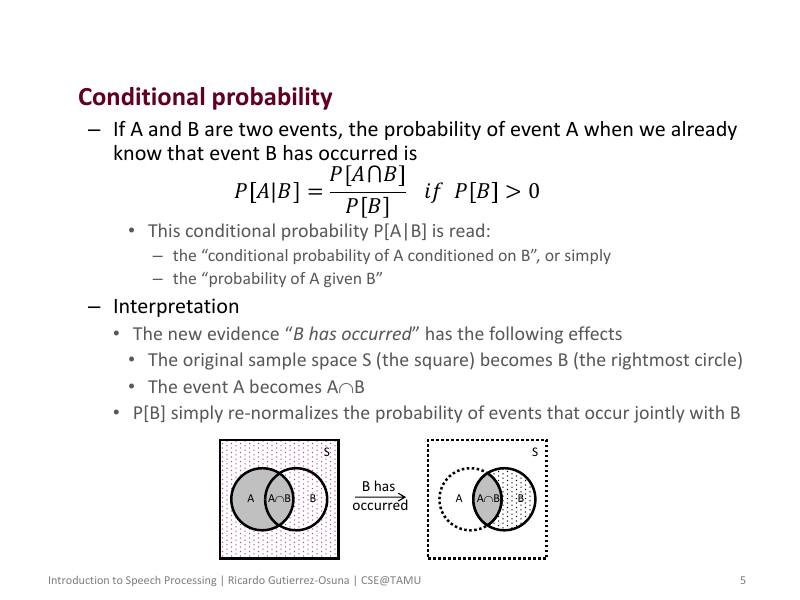 Conditional probability
– If A and B are two events, the probability of event A when we already
know that event B has occurred is
P[A|B] = P[A⋂B] / P[B] if P[B] > 0
• This conditional probability P[A|B] is read:
– the “conditional probability of A conditioned on B”, or simply
– the “probability of A given B”
– Interpretation
• The new evidence “B has occurred” has the following effects
• The original sample space S (the square) becomes B (the rightmost circle)
• The event A becomes A∩B
• P[B] simply re-normalizes the probability of events that occur jointly with B
S
A A∩B B
B has
occurred
S
A A∩B B
Introduction to Speech Processing | Ricardo Gutierrez-Osuna | CSE@TAMU
5